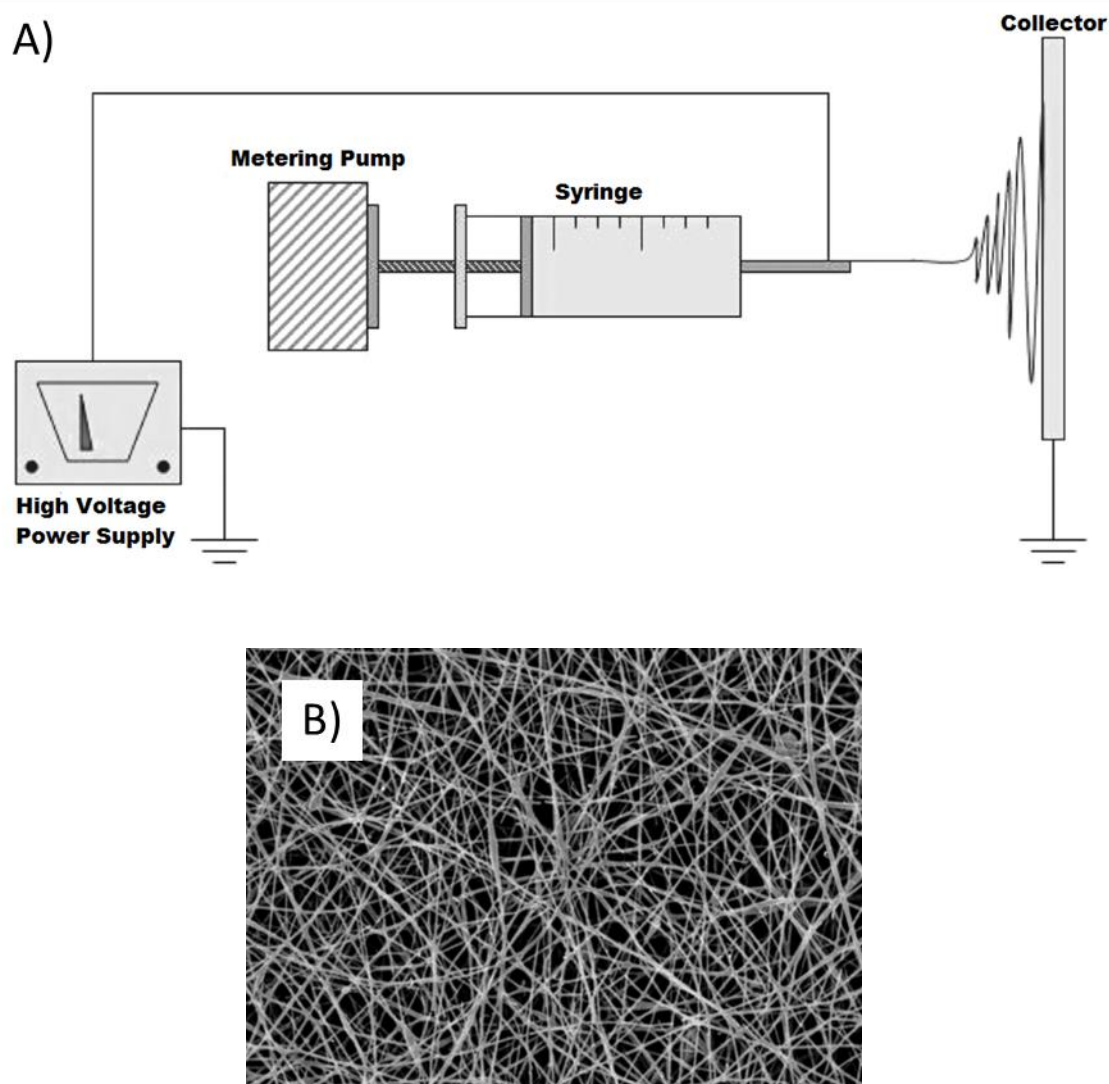 A)
Collector
Metering Pump
Syringe
High Voltage
Power Supply
B)